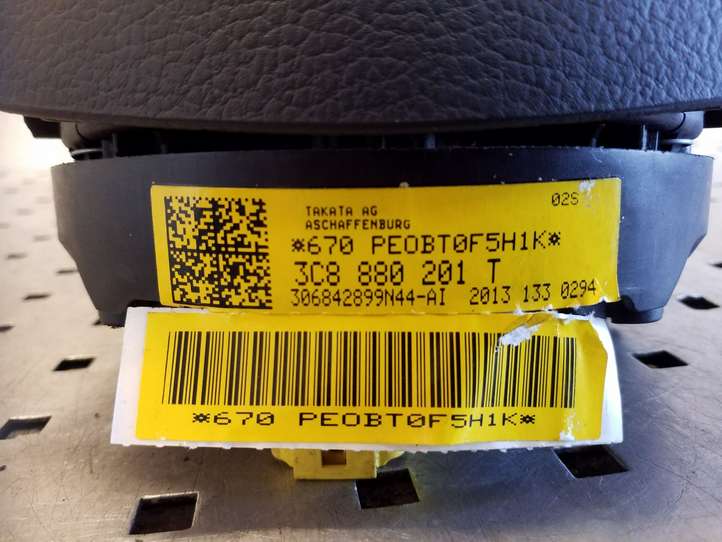 02S
TAKATA AG
ASCHAFFENBURG
*670 PEOBT0F5H1K*
3C8 880 201 T
306842899N44-AI 2013 133 0294
*670 PEOBT0F5H1K*